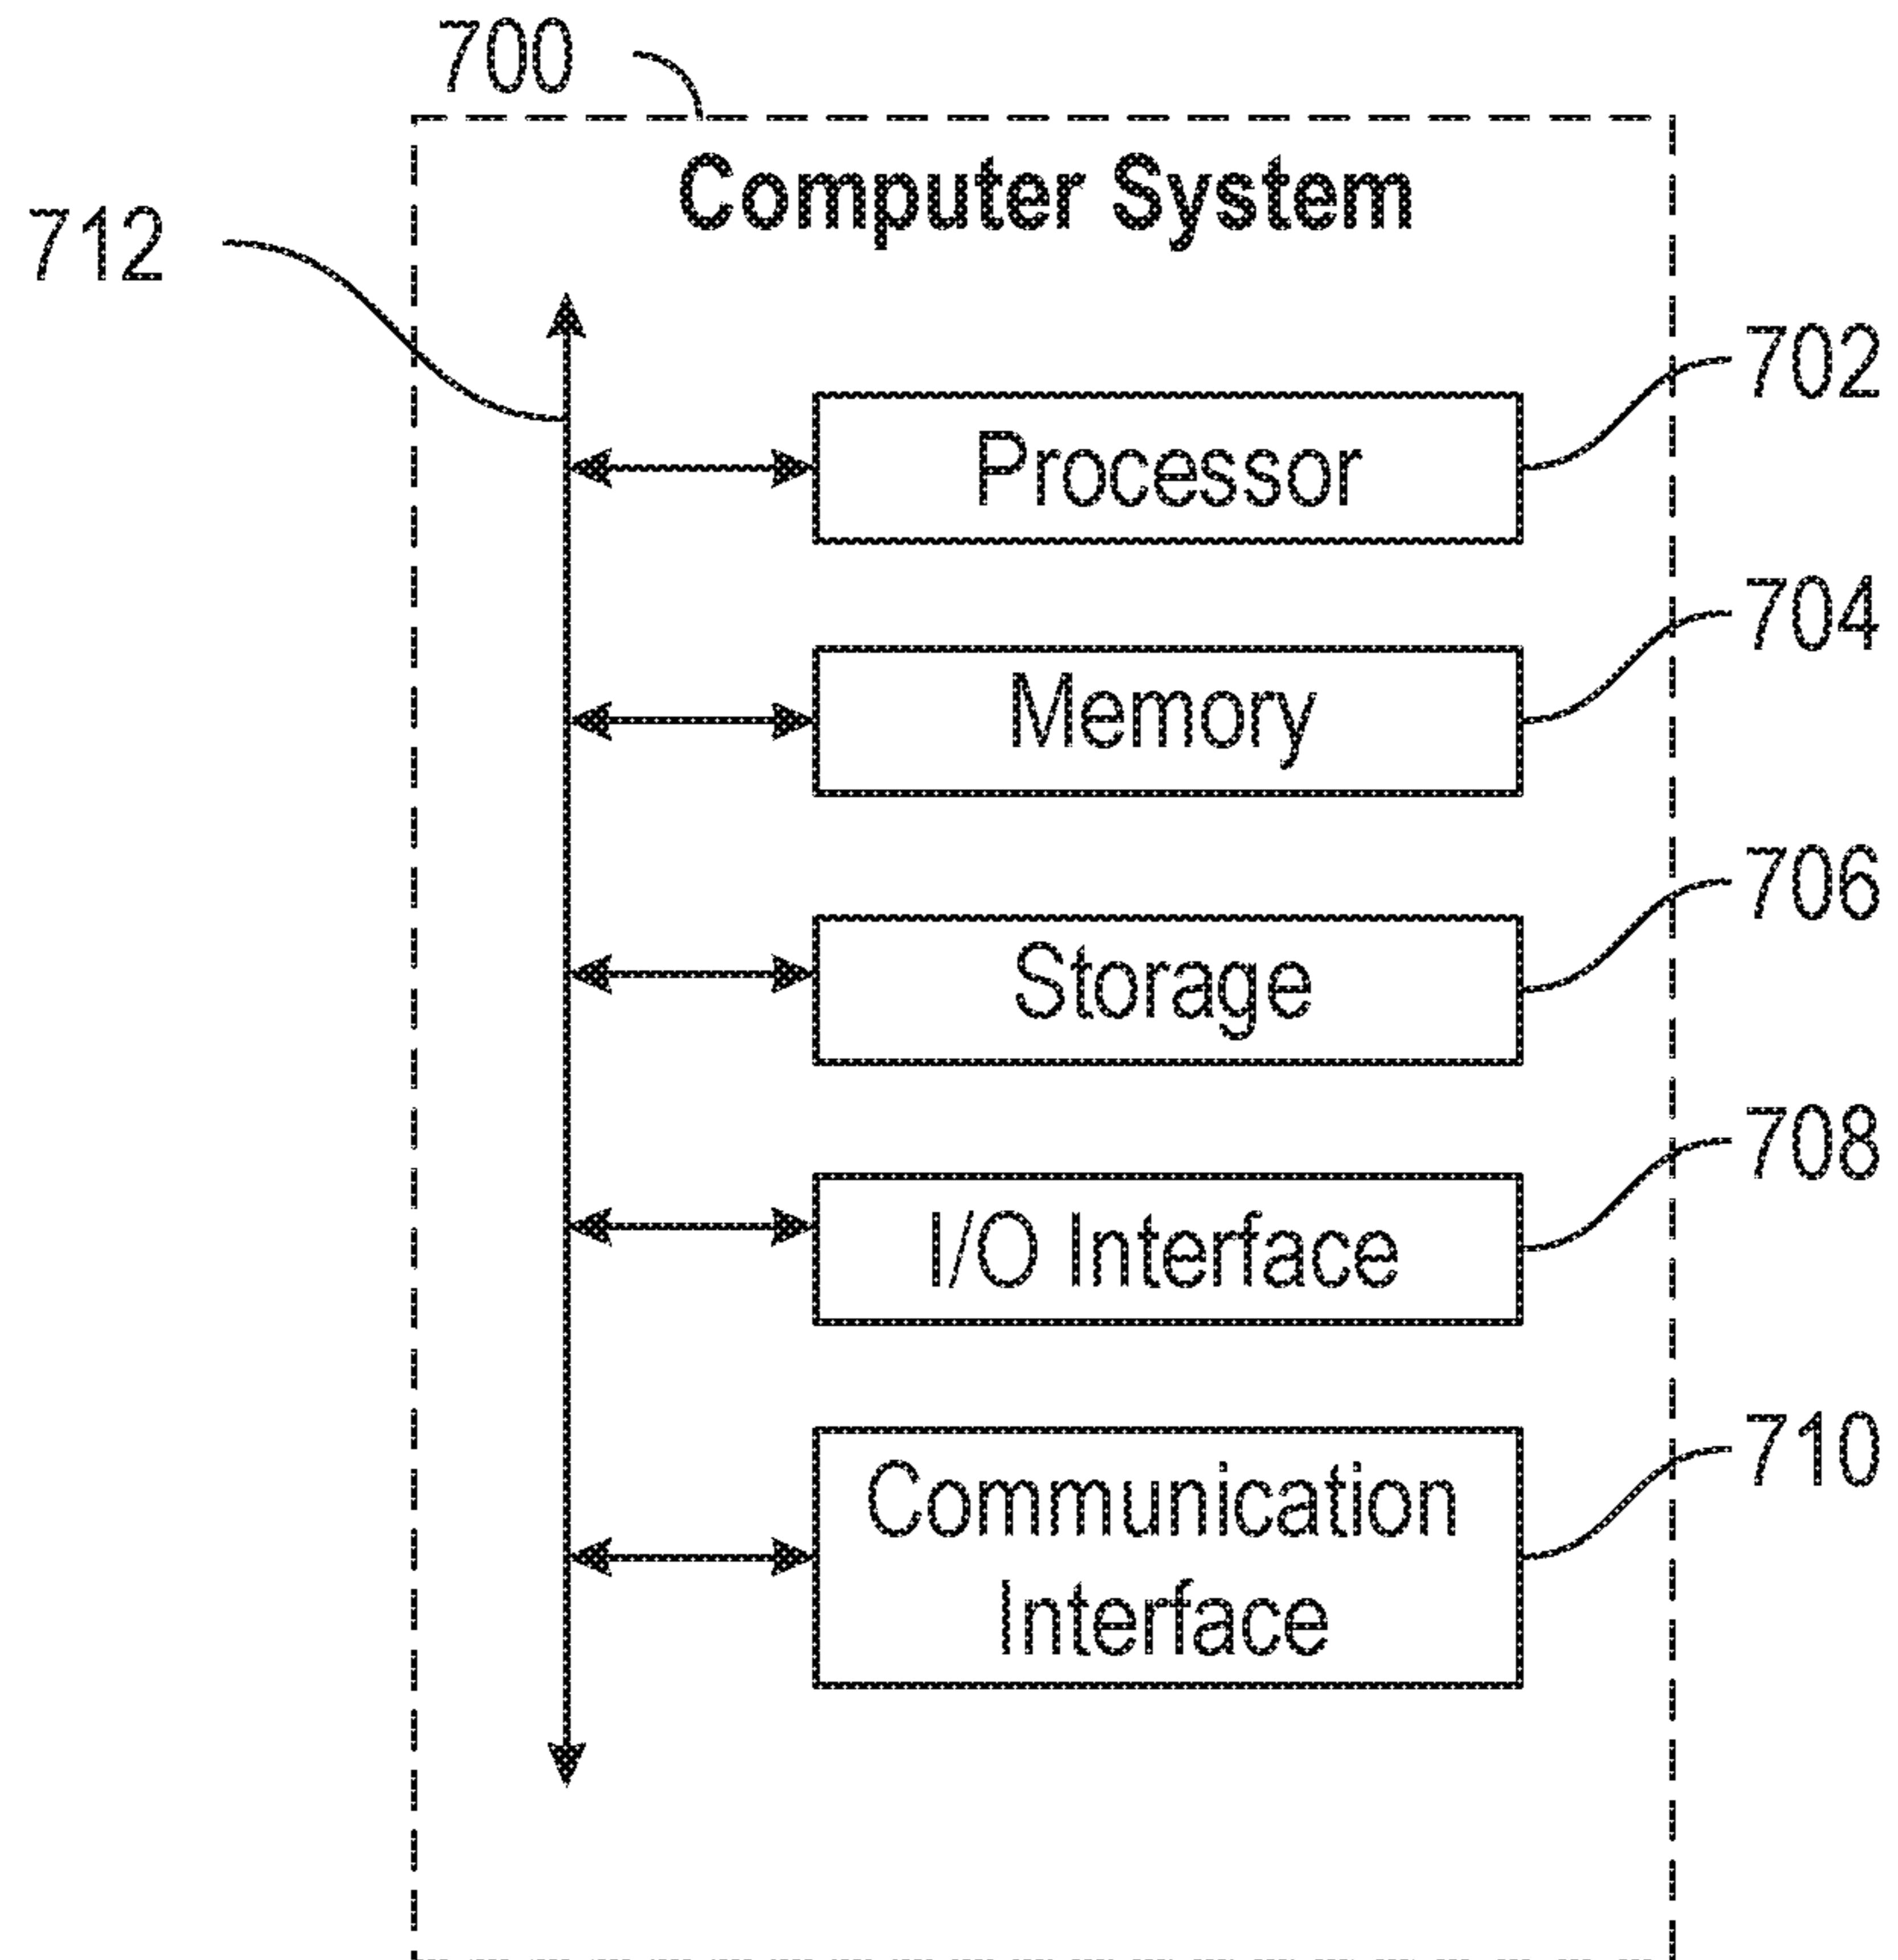 700
Computer System
712
702
Processor
704
Memory
706
Storage
708
I/O Interface
710
Communication
Interface